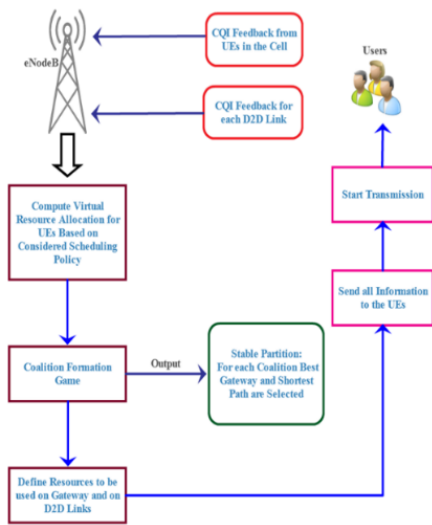 CQI Feedback from
UEs in the Cell
eNodeB
CQI Feedback for
each D2D Link
Users
Compute Virtual
Resource Allocation for
UEs Based on
Considered Scheduling
Policy
Start Transmission
Send all Information
to the UEs
Coalition Formation
Game
Output
Stable Partition:
For each Coalition Best
Gateway and Shortest
Path are Selected
Define Resources to be
used on Gateway and on
D2D Links